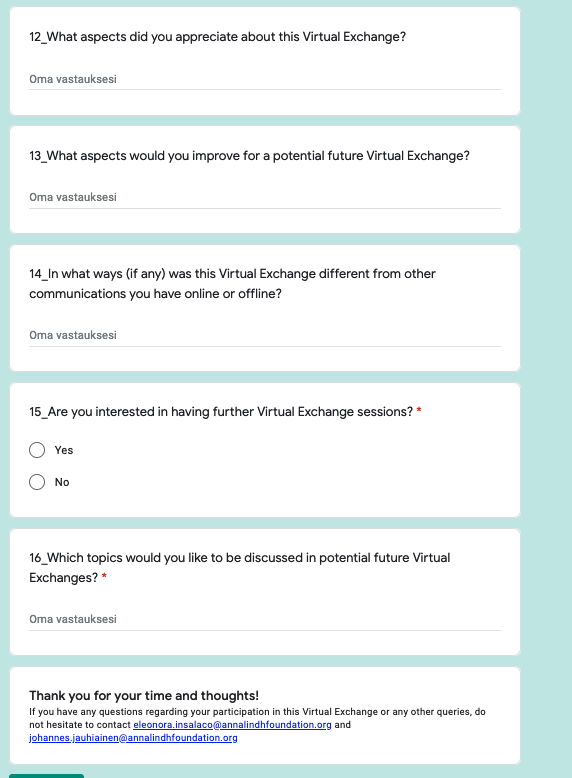 12_What aspects did you appreciate about this Virtual Exchange?
Oma vastauksesi
13_What aspects would you improve for a potential future Virtual Exchange?
Oma vastauksesi
14_In what ways (if any) was this Virtual Exchange different from other
communications you have online or offline?
Oma vastauksesi
15_Are you interested in having further Virtual Exchange sessions? *
Yes
No
16_Which topics would you like to be discussed in potential future Virtual
Exchanges? *
Oma vastauksesi
Thank you for your time and thoughts!
If you have any questions regarding your participation in this Virtual Exchange or any other queries, do
not hesitate to contact eleonora.insalaco@annalindhfoundation.org and
johannes.jauhiainen@annalindhfoundation.org